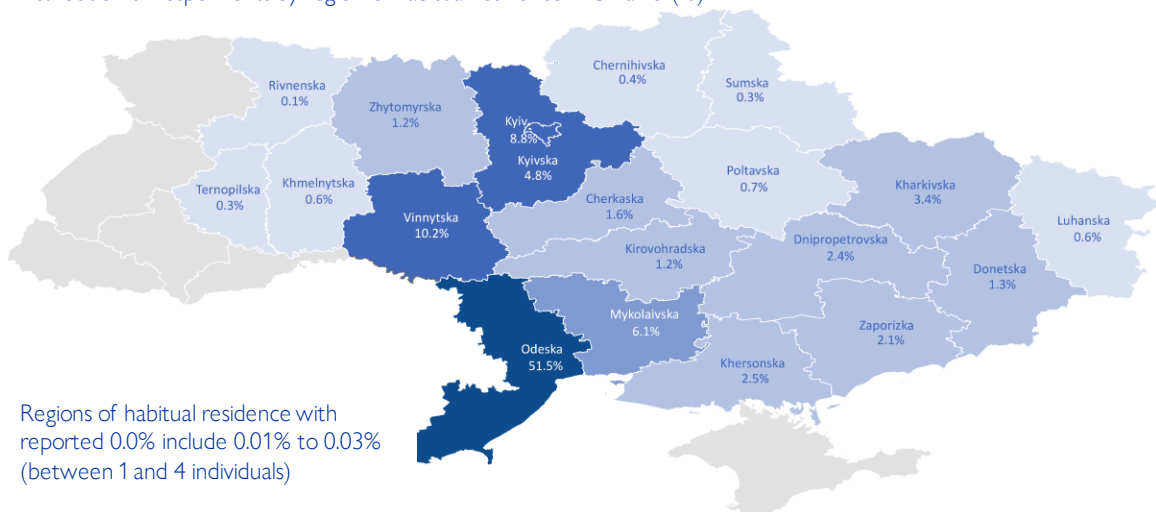 Chernihivska
0.4%
Sumska
0.3%
Rivnenska
0.1%
Zhytomyrska
1.2%
Kyiv
8.8%
Kyivska
4.8%
Poltavska
0.7%
Kharkivska
3.4%
Ternopilska
0.3%
Khmelnytska
0.6%
Vinnytska
10.2%
Cherkaska
1.6%
Luhanska
0.6%
Kirovohradska
1.2%
Dnipropetrovska
2.4%
Donetska
1.3%
Mykolaivska
6.1%
Zaporizka
2.1%
Odeska
51.5%
Khersonska
2.5%
Regions of habitual residence with
reported 0.0% include 0.01% to 0.03%
(between 1 and 4 individuals)